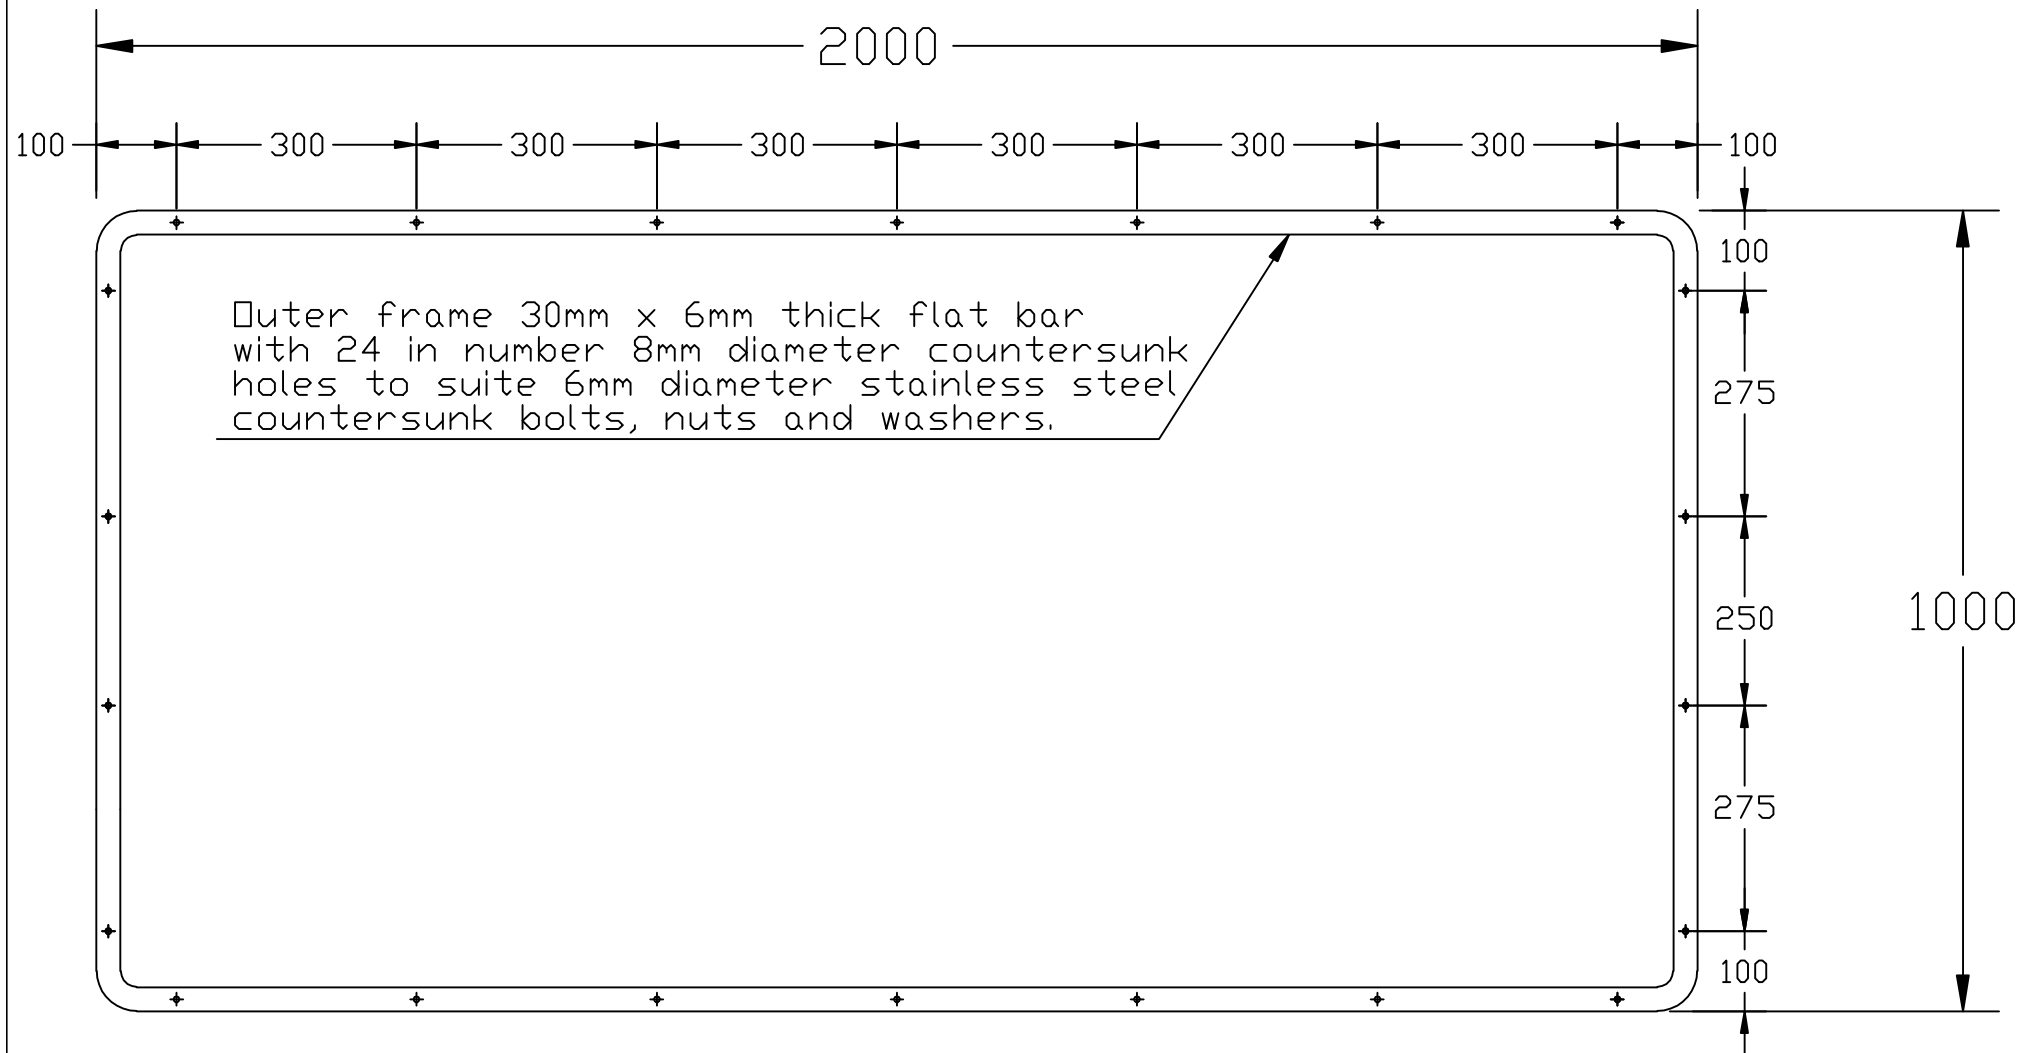 2000
100 300 300 300 300 300 300 100
100
Outer frame 30mm x 6mm thick flat bar
with 24 in number 8mm diameter countersunk
holes to suite 6mm diameter stainless steel
countersunk bolts, nuts and washers.
275
250
1000
275
100